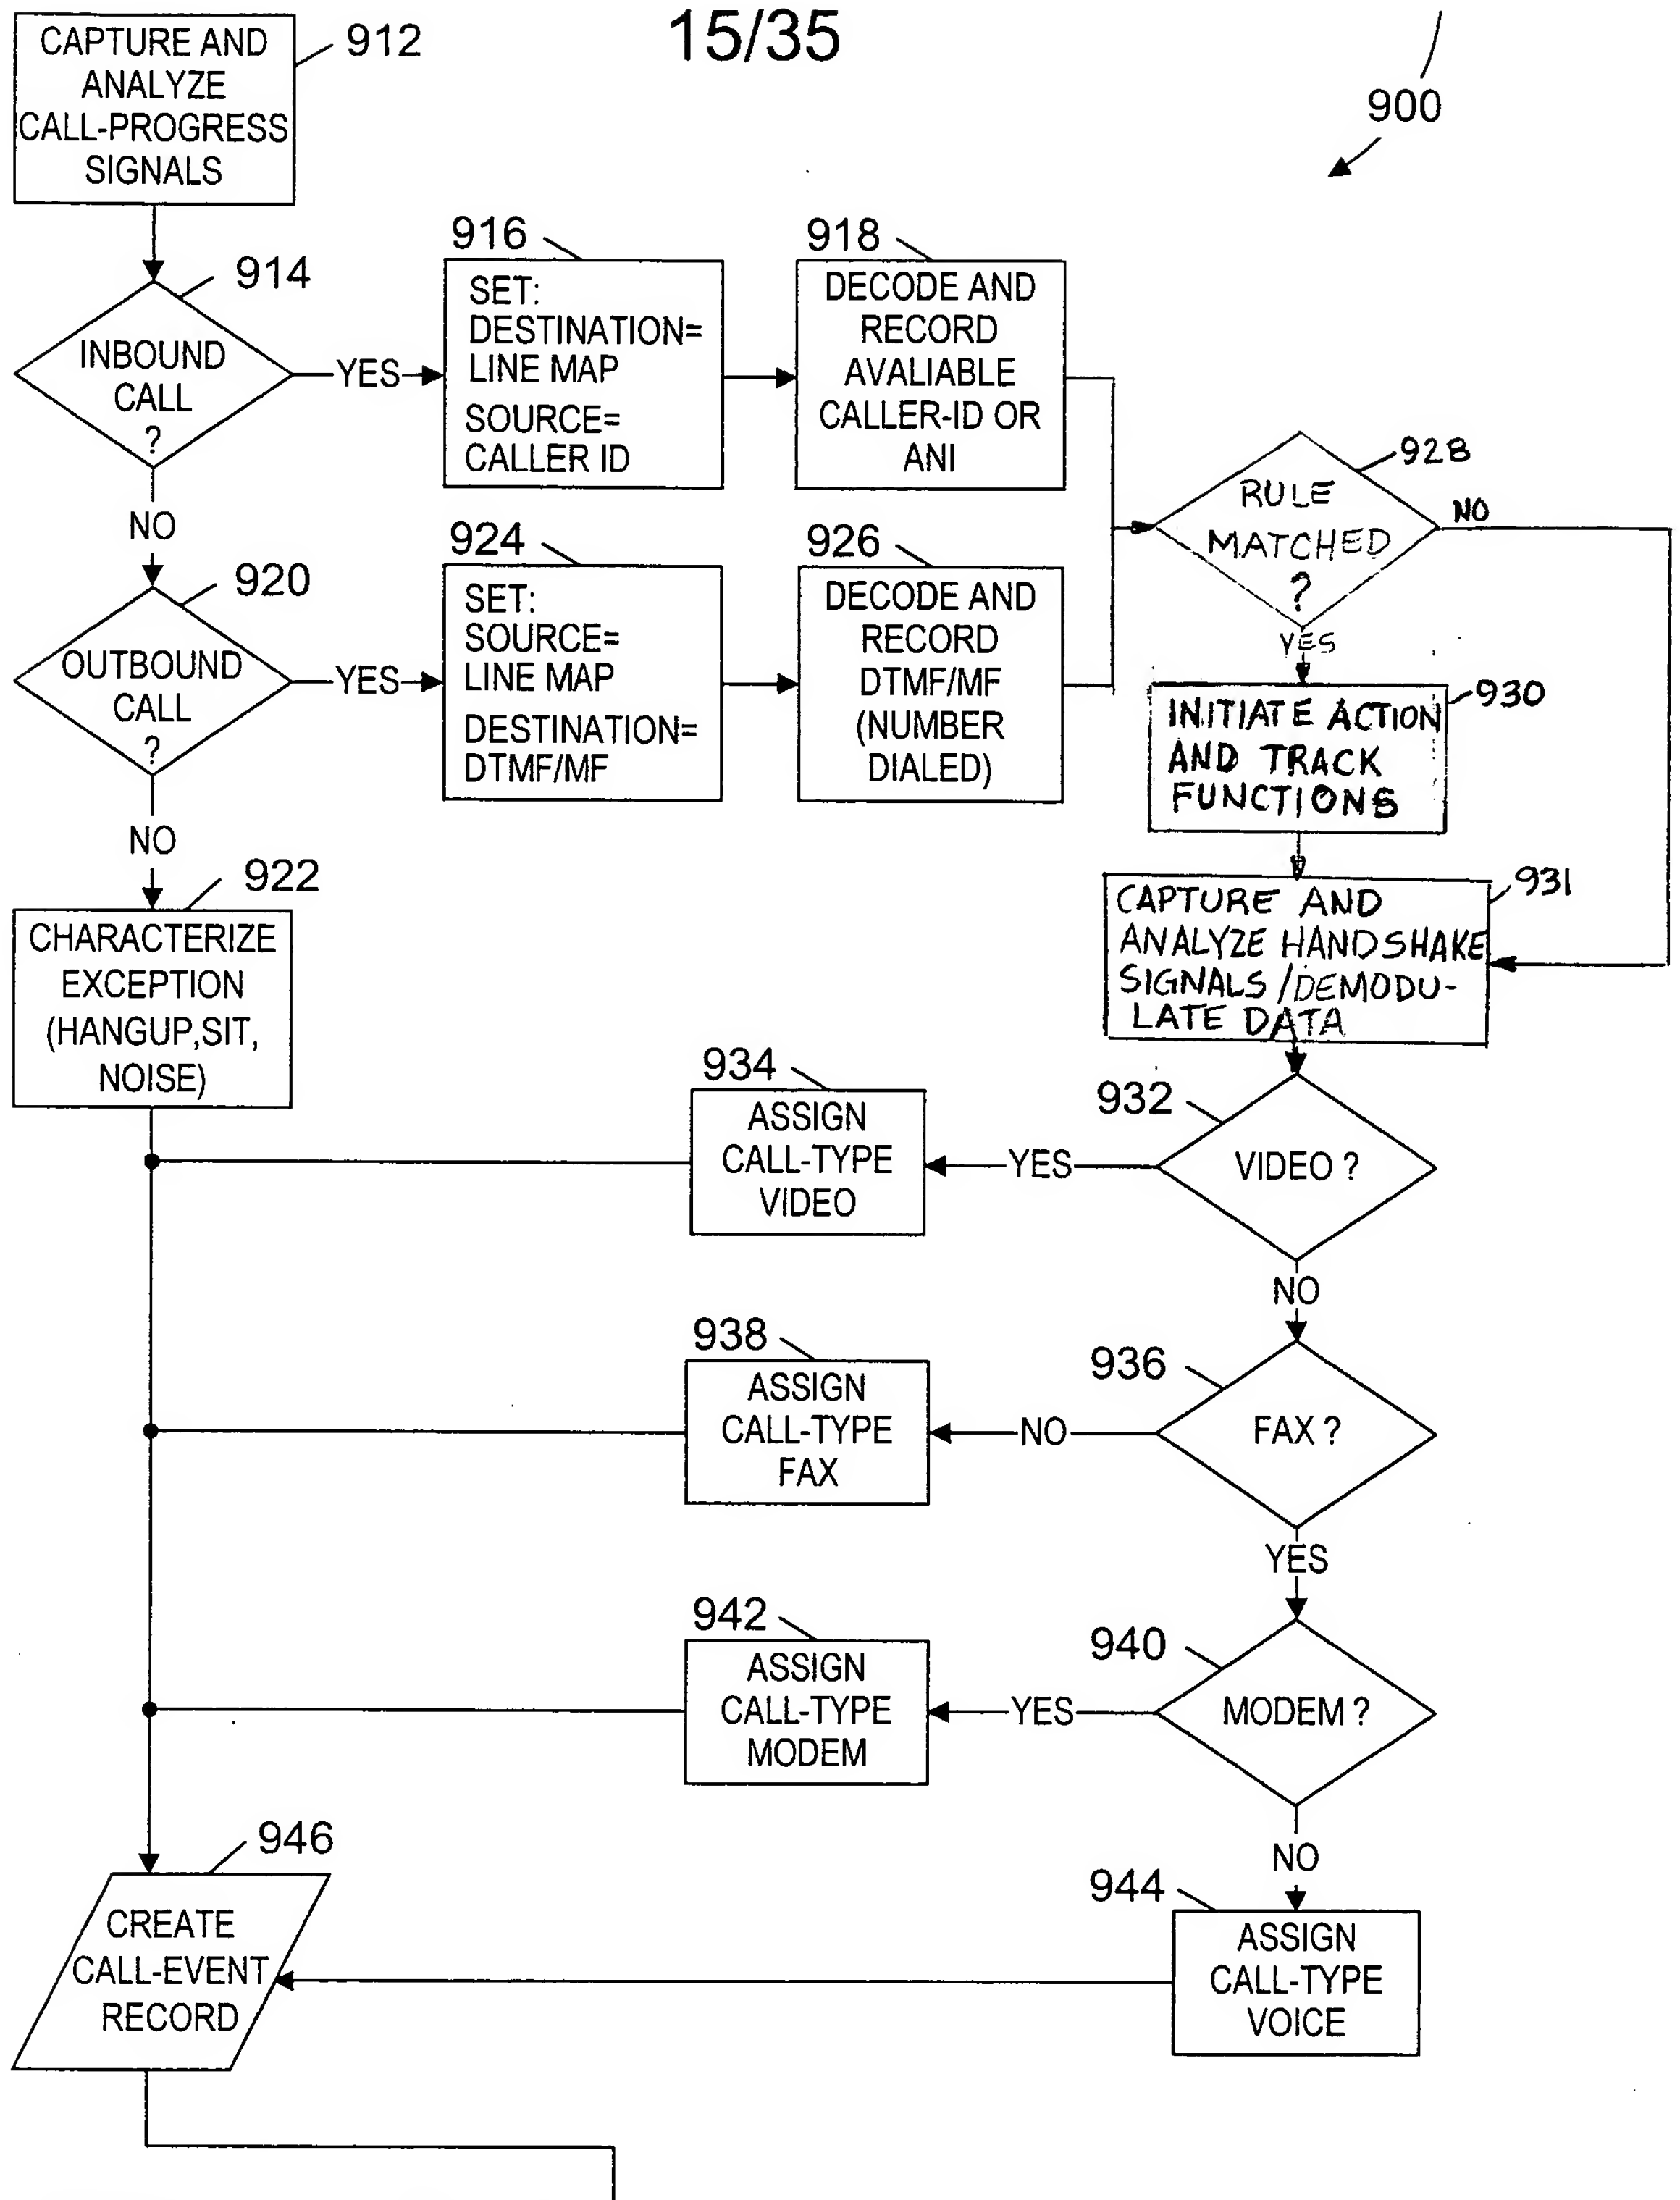 15/35
900
912
CAPTURE AND
ANALYZE
CALL-PROGRESS
SIGNALS
914
INBOUND
CALL
?
YES
NO
916
SET:
DESTINATION=
LINE MAP
SOURCE=
CALLER ID
918
DECODE AND
RECORD
AVALIABLE
CALLER-ID OR
ANI
920
OUTBOUND
CALL
?
YES
NO
924
SET:
SOURCE=
LINE MAP
DESTINATION=
DTMF/MF
926
DECODE AND
RECORD
DTMF/MF
(NUMBER
DIALED)
928
RULE
MATCHED
?
NO
YES
930
INITIATE ACTION
AND TRACK
FUNCTIONS
931
CAPTURE AND
ANALYZE HANDSHAKE
SIGNALS/DEMODU-
LATE DATA
922
CHARACTERIZE
EXCEPTION
(HANGUP,SIT,
NOISE)
932
VIDEO ?
YES
NO
934
ASSIGN
CALL-TYPE
VIDEO
936
FAX ?
NO
YES
938
ASSIGN
CALL-TYPE
FAX
940
MODEM ?
YES
NO
942
ASSIGN
CALL-TYPE
MODEM
944
ASSIGN
CALL-TYPE
VOICE
946
CREATE
CALL-EVENT
RECORD